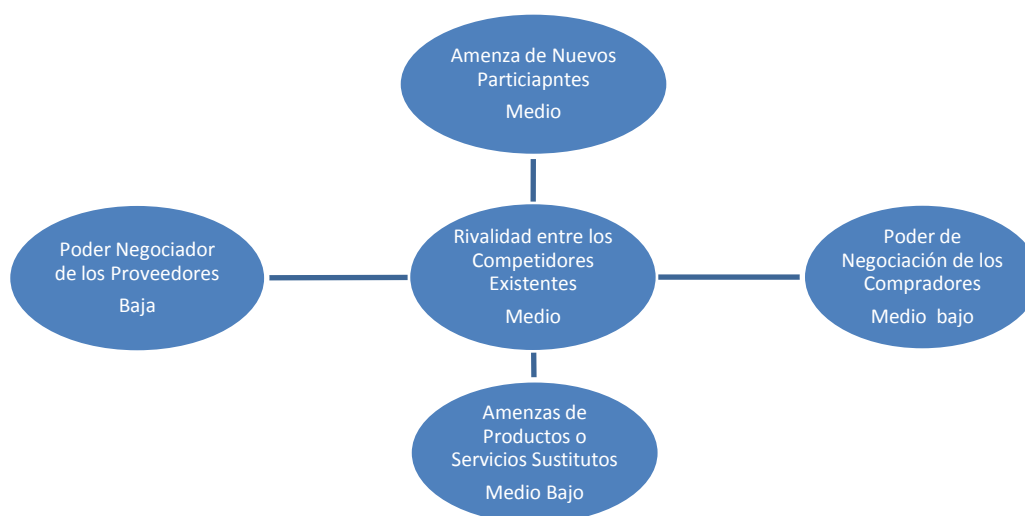 Amenza de Nuevos
Particiapntes
Medio
Poder Negociador
de los Proveedores
Baja
Rivalidad entre los
Competidores
Existentes
Medio
Poder de
Negociación de los
Compradores
Medio bajo
Amenzas de
Productos o
Servicios Sustitutos
Medio Bajo